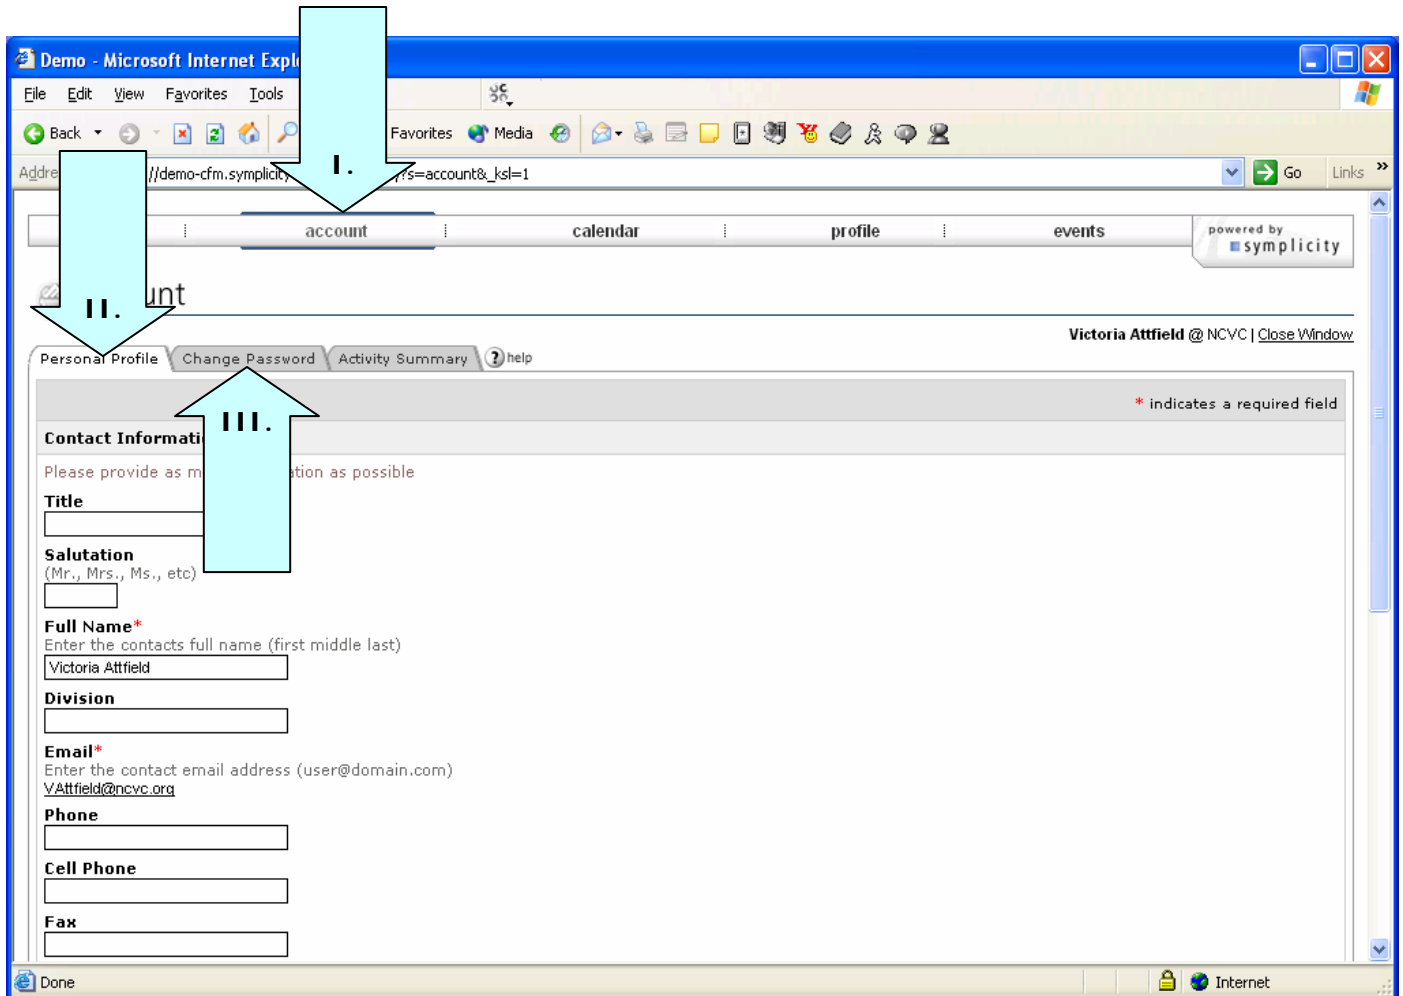 Demo - Microsoft Internet Expl
File Edit View Favorites Tools
Back Favorites Media
I.
Addre //demo-cfm.symplicity ?s=account&_ksl=1 Go Links »
account calendar profile events
powered by
symplicity
unt
II.
Victoria Attfield @ NCVC | Close Window
Personal Profile Change Password Activity Summary ? help
* indicates a required field
III.
Contact Informati
Please provide as m ation as possible
Title
Salutation
(Mr., Mrs., Ms., etc)
Full Name*
Enter the contacts full name (first middle last)
Victoria Attfield
Division
Email*
Enter the contact email address (user@domain.com)
VAttfield@ncvc.org
Phone
Cell Phone
Fax
Done Internet